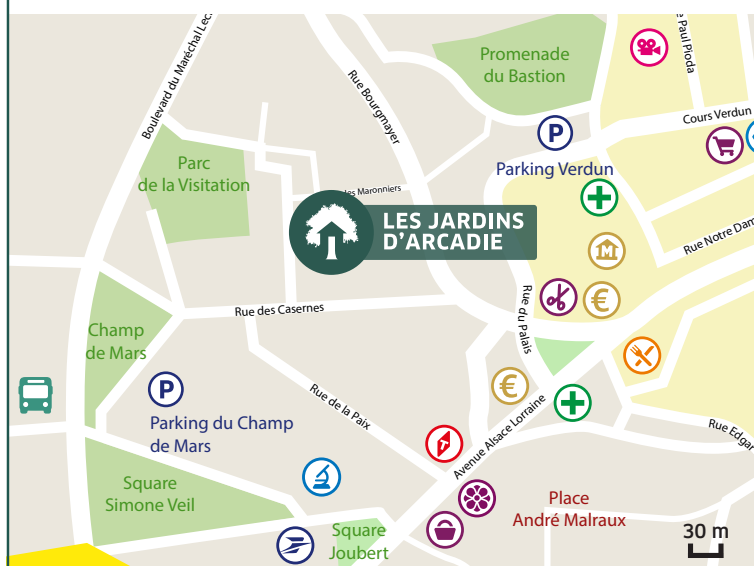 Boulevard du Maréchal Lec
Rue Bourgmayer
Promenade
du Bastion
e Paul Pioda
Cours Verdun
P
Parking Verdun
Parc
de la Visitation
des Maronniers
LES JARDINS
D'ARCADIE
M
Rue Notre Dam
€
Rue du Palais
Rue des Casernes
Champ
de Mars
P
Parking du Champ
de Mars
Rue de la Paix
€
Avenue Alsace Lorraine
Rue Edgar
T
Square
Simone Veil
Place
André Malraux
Square
Joubert
30 m